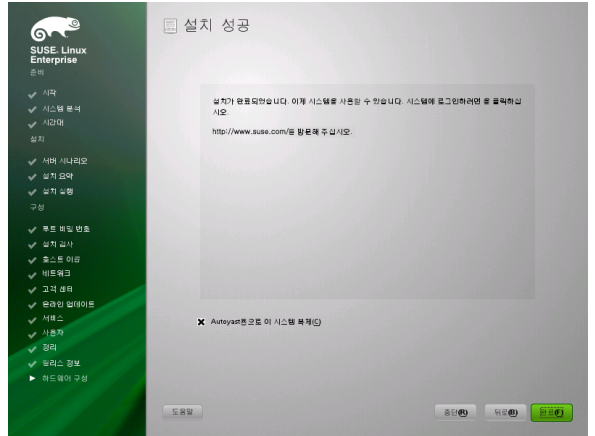 SUSE. Linux
Enterprise
준비
시작
시스템 분석
시간대
설치
서버 시나리오
설치 요약
설치 실행
구성
루트 비밀 번호
설치 검사
호스트 이름
네트워크
고객 센터
온라인 업데이트
서비스
사용자
정리
릴리스 정보
하드웨어 구성
설치 성공
설치가 완료되었습니다. 이제 시스템을 사용할 수 있습니다. 시스템에 로그인하려면 을 클릭하십
시오.
http://www.suse.com/을 방문해 주십시오.
Autoyast용으로 이 시스템 복제(C)
도움말
중단(R)
뒤로(B)
완료(F)